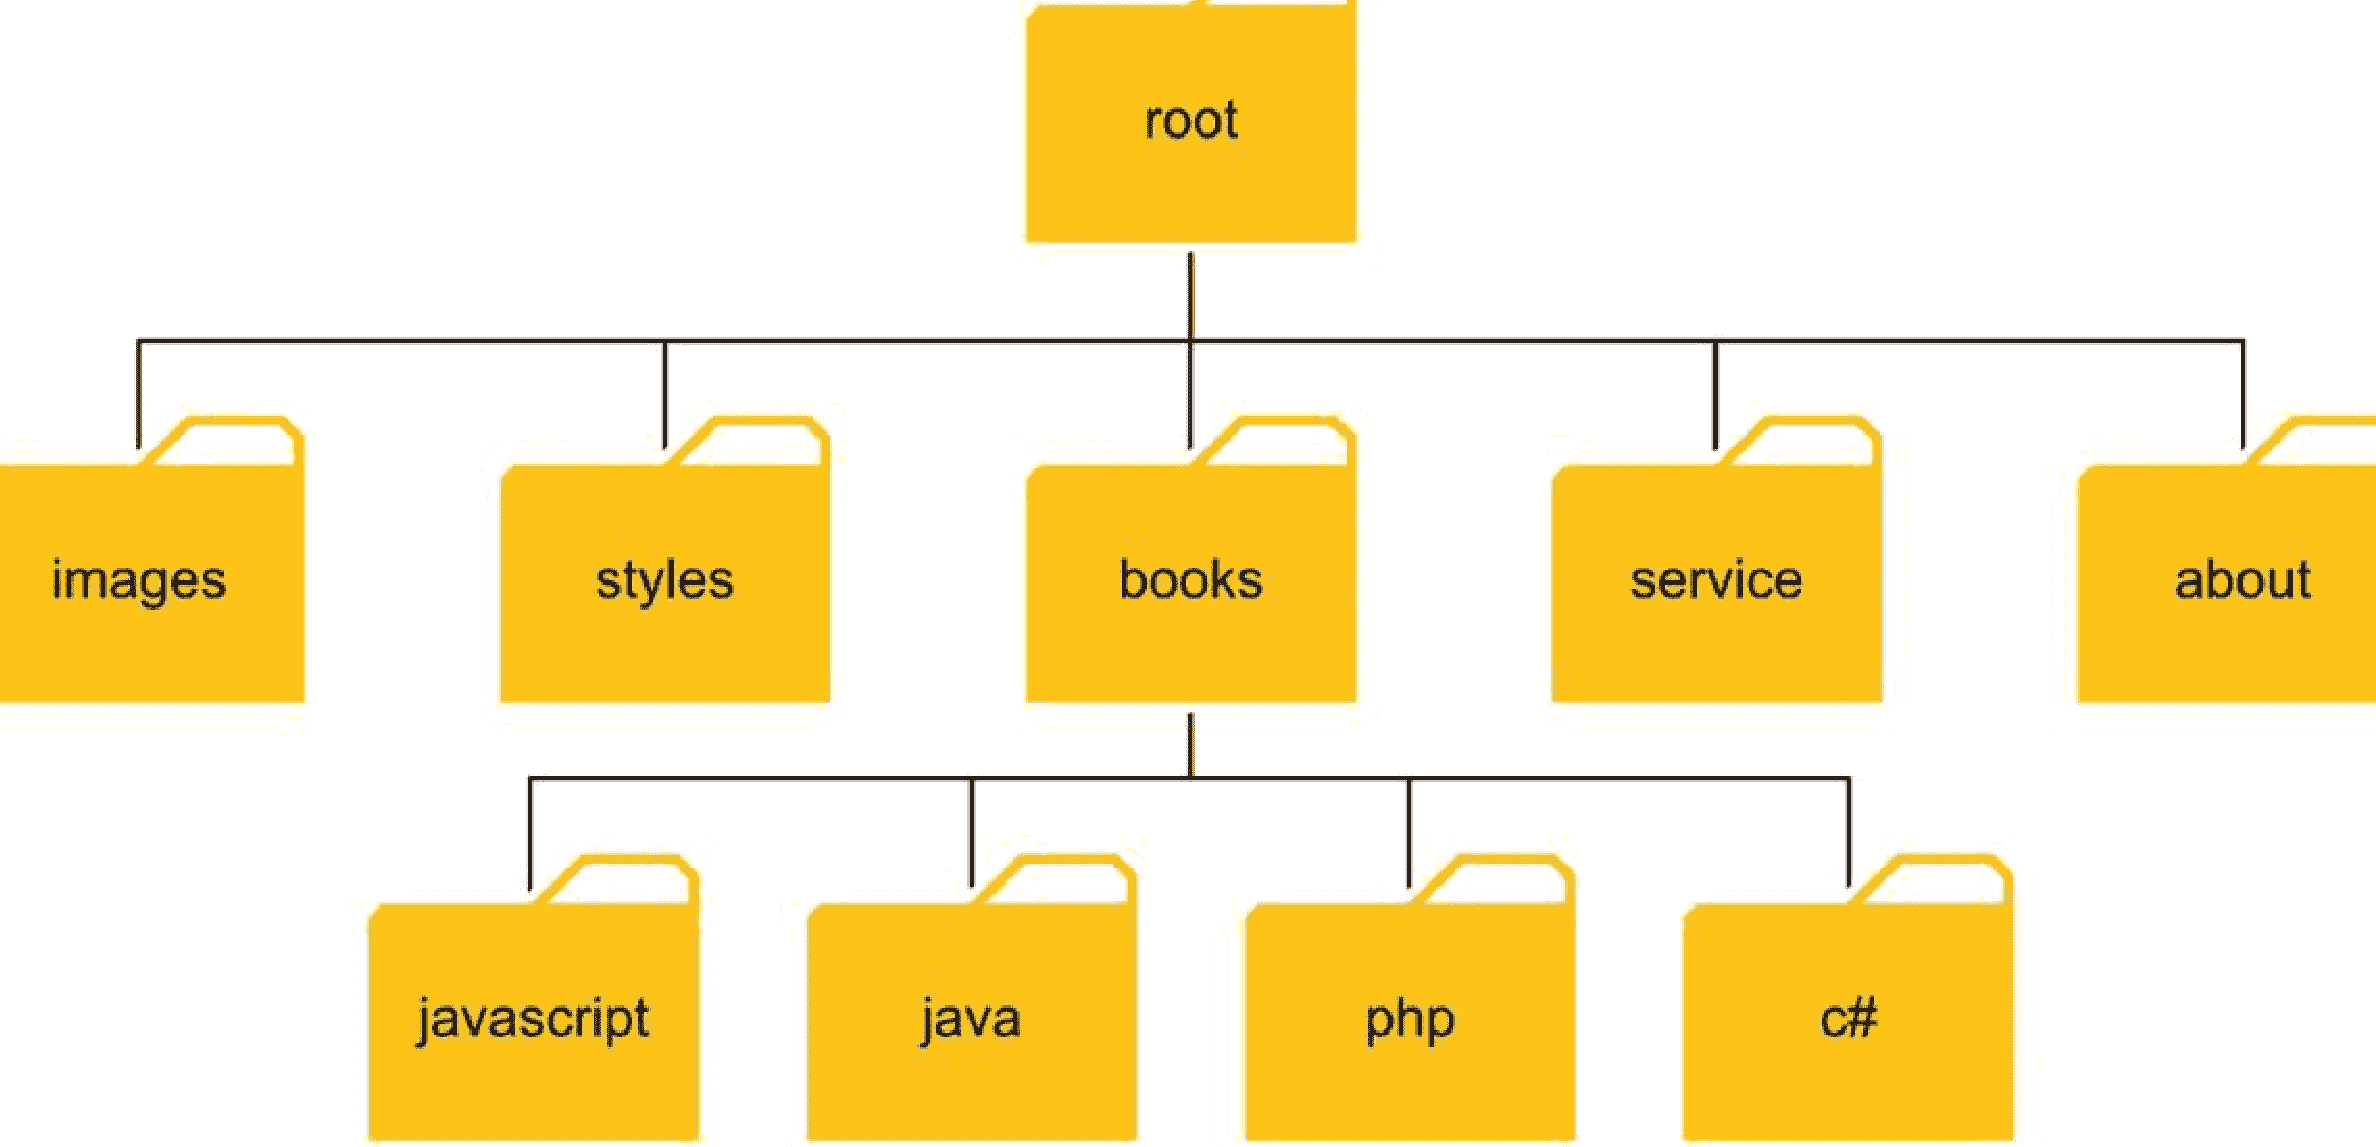 root
images
styles
books
service
about
javascript
java
php
c#